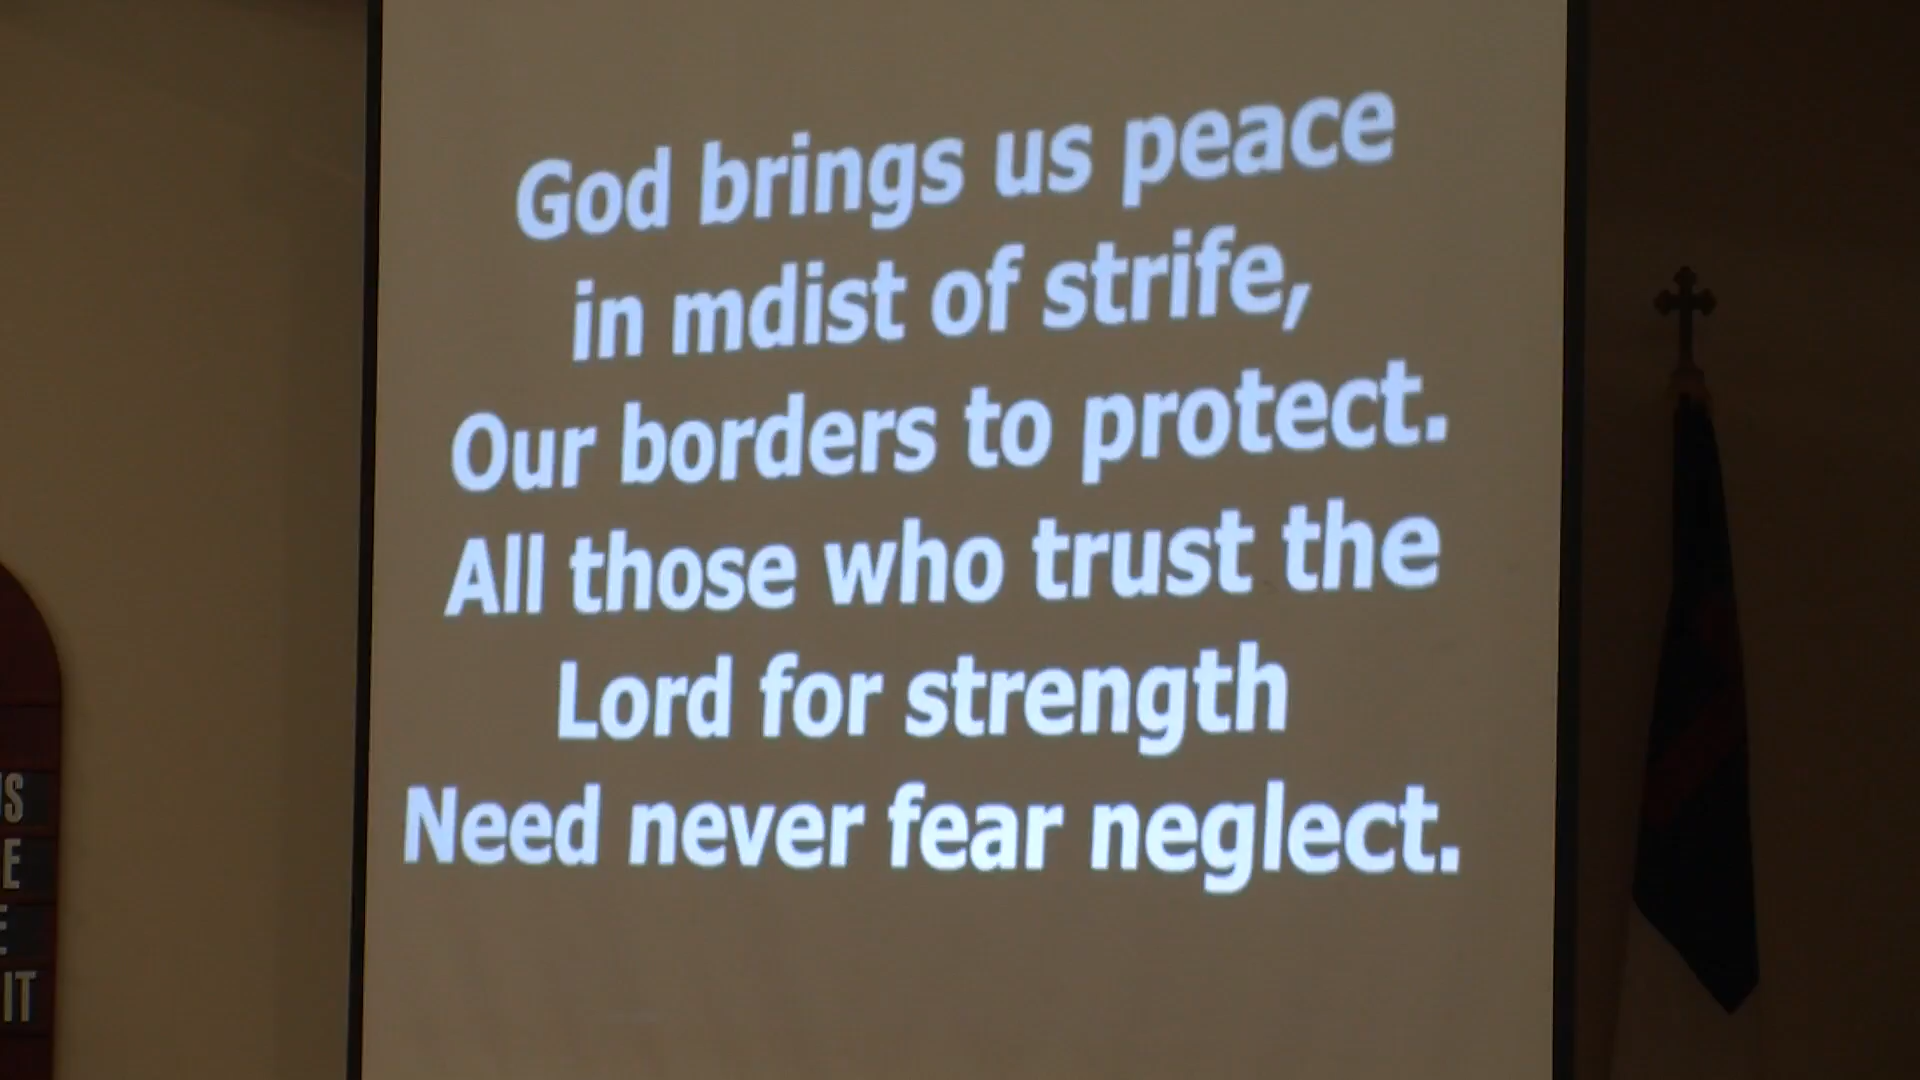 God brings us peace
in mdist of strife,
Our borders to protect.
All those who trust the
Lord for strength
Need never fear neglect.
S
E
E
IT